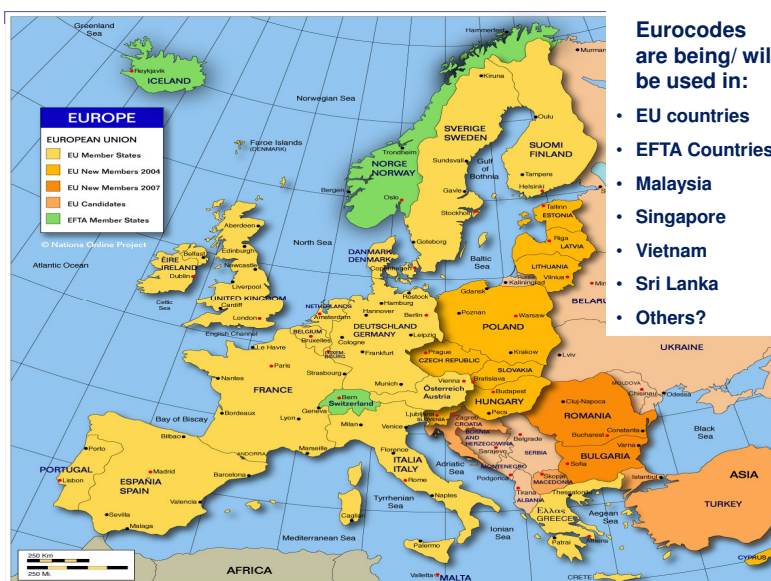 Eurocodes
are being/ wil
be used in:
• EU countries
• EFTA Countries
• Malaysia
• Singapore
• Vietnam
• Sri Lanka
• Others?
EUROPE
EUROPEAN UNION
EU Member States
EU New Members 2004
EU New Members 2007
EU Candidates
EFTA Member States
© Nations Online Project
Greenland
Sea
Hammerfest
Murman
Reykjavik
ICELAND
Kiruna
Norwegian Sea
Oulu
Faroe Islands
(DENMARK)
SVERIGE
SWEDEN
SUOMI
FINLAND
Trondheim
NORGE
NORWAY
Sundsvall
Gulf
of
Bothnia
Tampere
Bergen
Oslo
Gavle
Helsinki
Stockholm
Tallinn
ESTONIA
Aberdeen
North Sea
Goteborg
Riga
LATVIA
Edinburgh
DANMARK
DENMARK
Baltic
Sea
LITHUANIA
Atlantic Ocean
Belfast
Newcastle
Copenhagen
Vilnius
ÉIRE
IRELAND
Dublin
Liverpool
Kaliningrad
Gdansk
Celtic
Sea
UNITED KINGDOM
Cardiff
London
NETHERLANDS
Amsterdam
Rostock
Hamburg
Hannover
Berlin
Poznan
Warsaw
BELARU
English Channel
BELGIUM
Bruxelles
DEUTSCHLAND
GERMANY
Leipzig
POLAND
Le Havre
Cologne
Paris
Frankfurt
Prague
CZECH REPUBLIC
Krakow
Lviv
UKRAINE
Strasbourg
SLOVAKIA
Nantes
Munich
Vienna
Bratislava
MOLDOVA
FRANCE
Bern
Switzerland
Österreich
Austria
Budapest
HUNGARY
Chisinau
Odessa
Geneva
Cluj-Napoca
Bay of Biscay
Bordeaux
Lyon
Milan
Venice
Ljubljana
SLOVENIA
Zagreb
CROATIA
Pecs
ROMANIA
Bilbao
BOSNIA
AND
HERZEGOVINA
Belgrade
Bucharest
Constanta
Black
Sea
Porto
ANDORRA
Marseille
Florence
Sarajevo
SERBIA
Varna
PORTUGAL
Lisbon
Madrid
ESPAÑA
SPAIN
Barcelona
ITALIA
ITALY
Adriatic
Sea
MONTENEGRO
Podgorica
Sofia
BULGARIA
Rome
Skopje
MACEDONIA
Istanbul
ASIA
Valencia
Tirana
ALBANIA
Thessaloniki
TURKEY
Sevilla
Cagliari
Tyrrhenian
Sea
Naples
Ελλας
GREECE
Aegean
Sea
Malaga
Mediterranean Sea
Ionian
Sea
Palermo
Patrai
Athens
250 Km
250 Mi.
AFRICA
Valletta
MALTA
CRETE
CYPRUS